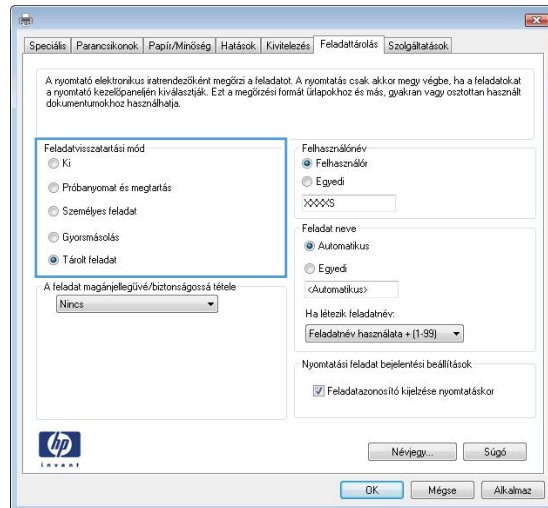 Speciális Parancsikonok Papír/Minőség Hatások Kivitelezés Feladattárolás Szolgáltatások
A nyomtató elektronikus iratrendezőként megőrzi a feladatot. A nyomtatás csak akkor megy végbe, ha a feladatokat
a nyomtató kezelőpaneljén kiválasztják. Ezt a megőrzési formát űrlapokhoz és más, gyakran vagy osztottan használt
dokumentumokhoz használhatja.
Feladatvisszatartási mód
Ki
Próbanyomat és megtartás
Személyes feladat
Gyorsmásolás
Tárolt feladat
A feladat magánjellegűvé/biztonságossá tétele
Nincs
Felhasználónév
Felhasználór
Egyedi
XXXXS
Feladat neve
Automatikus
Egyedi
<Automatikus>
Ha létezik feladatnév:
Feladatnév használata + (1-99)
Nyomtatási feladat bejelentési beállítások
Feladatazonosító kijelzése nyomtatáskor
hp
invent
Névjegy... Súgó
OK Mégse Alkalmaz